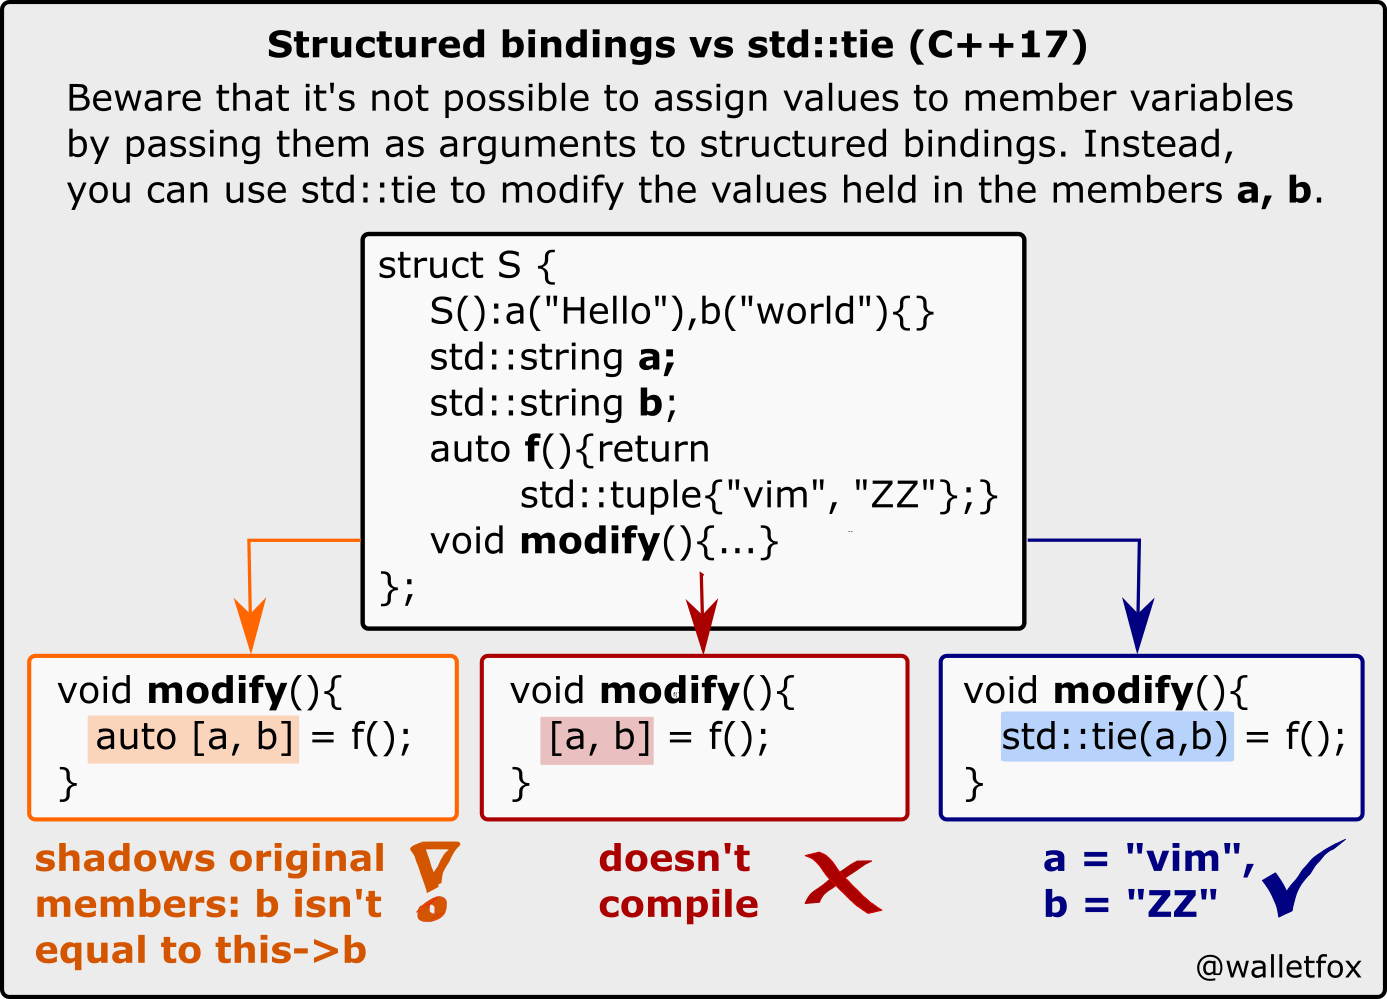 Structured bindings vs std::tie (C++17)
Beware that it's not possible to assign values to member variables
by passing them as arguments to structured bindings. Instead,
you can use std::tie to modify the values held in the members a, b.
struct S {
S():a("Hello"),b("world"){}
std::string a;
std::string b;
auto f(){return
std::tuple{"vim", "ZZ"};}
void modify(){...}
};
void modify(){
auto [a, b] = f();
}
shadows original
members: b isn't
equal to this->b
void modify(){
[a, b] = f();
}
doesn't
compile
void modify(){
std::tie(a,b) = f();
}
a = "vim",
b = "ZZ"
@walletfox